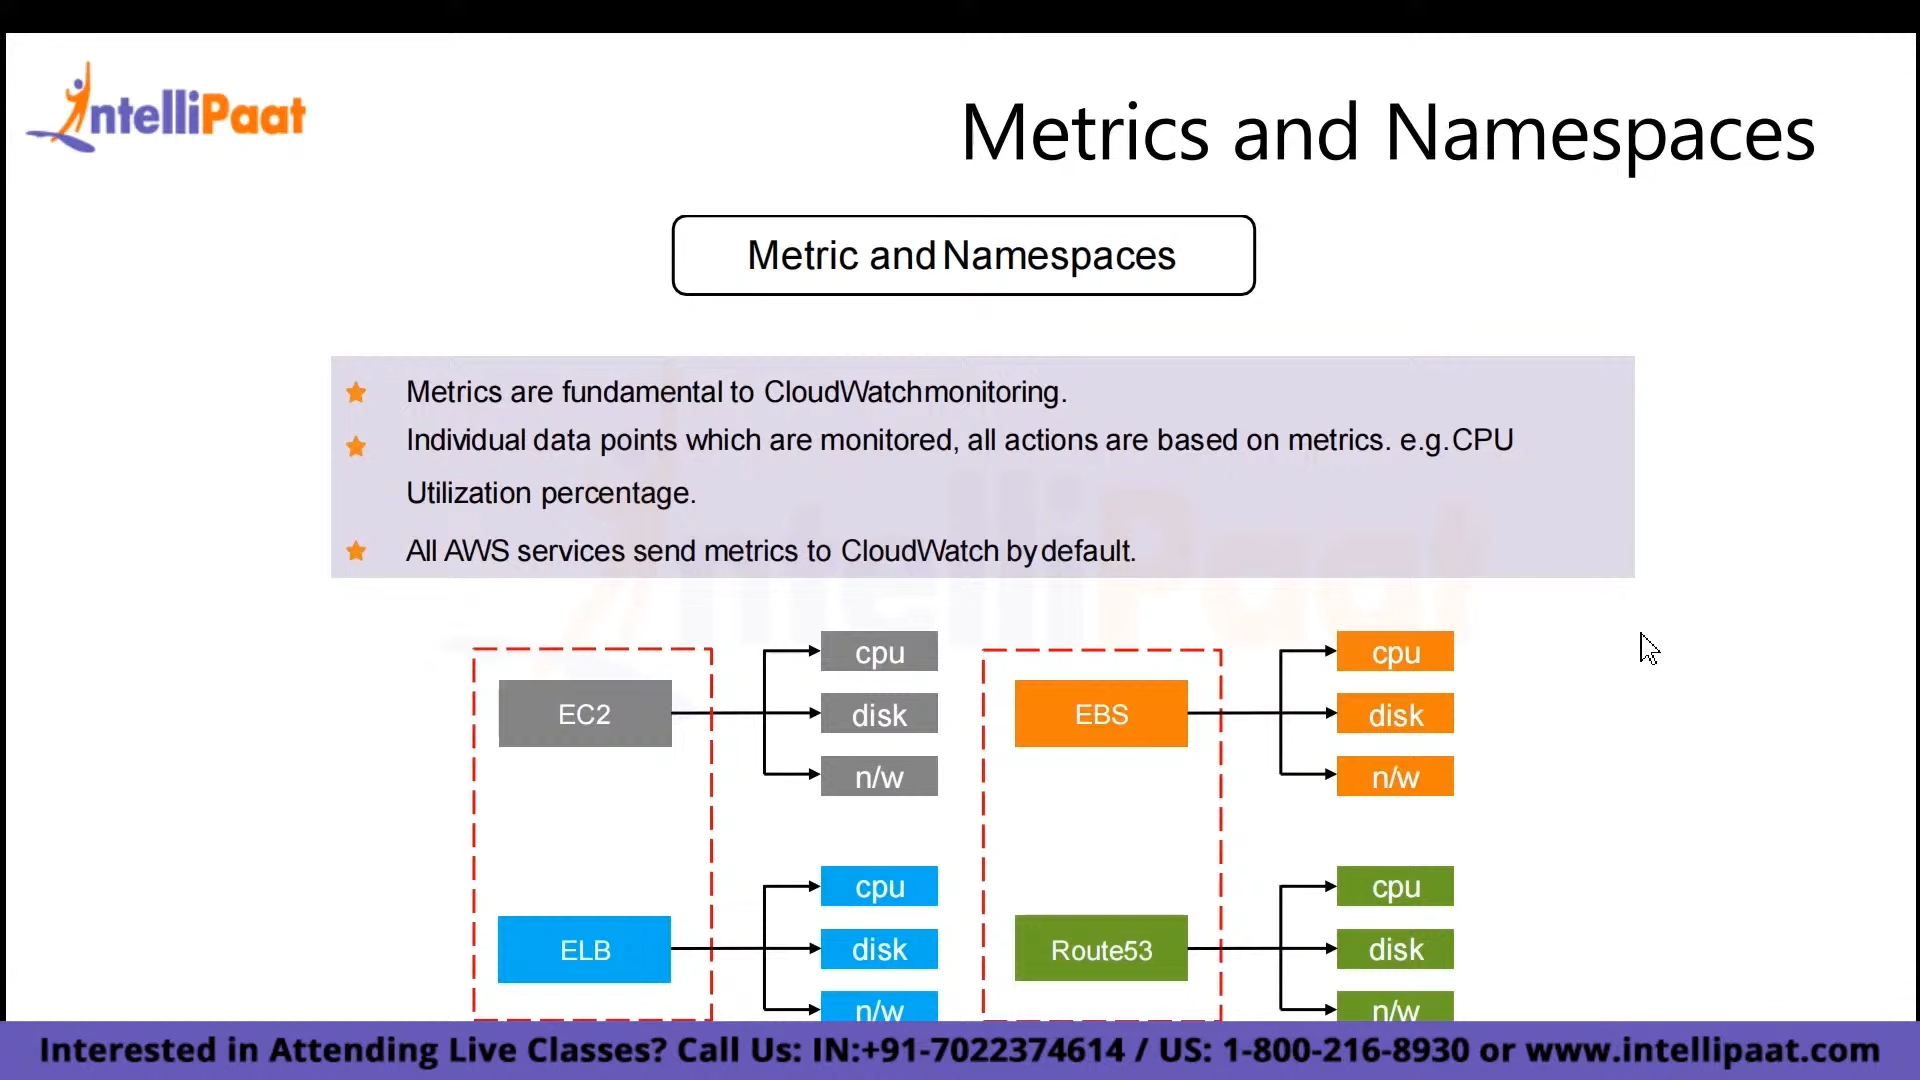 IntelliPaat
Metrics and Namespaces
Metric and Namespaces
Metrics are fundamental to CloudWatchmonitoring.
Individual data points which are monitored, all actions are based on metrics. e.g.CPU
Utilization percentage.
All AWS services send metrics to CloudWatch bydefault.
EC2
cpu
disk
n/w
EBS
cpu
disk
n/w
ELB
cpu
disk
n/w
Route53
cpu
disk
n/w
Interested in Attending Live Classes? Call Us: IN:+91-7022374614 / US: 1-800-216-8930 or www.intellipaat.com